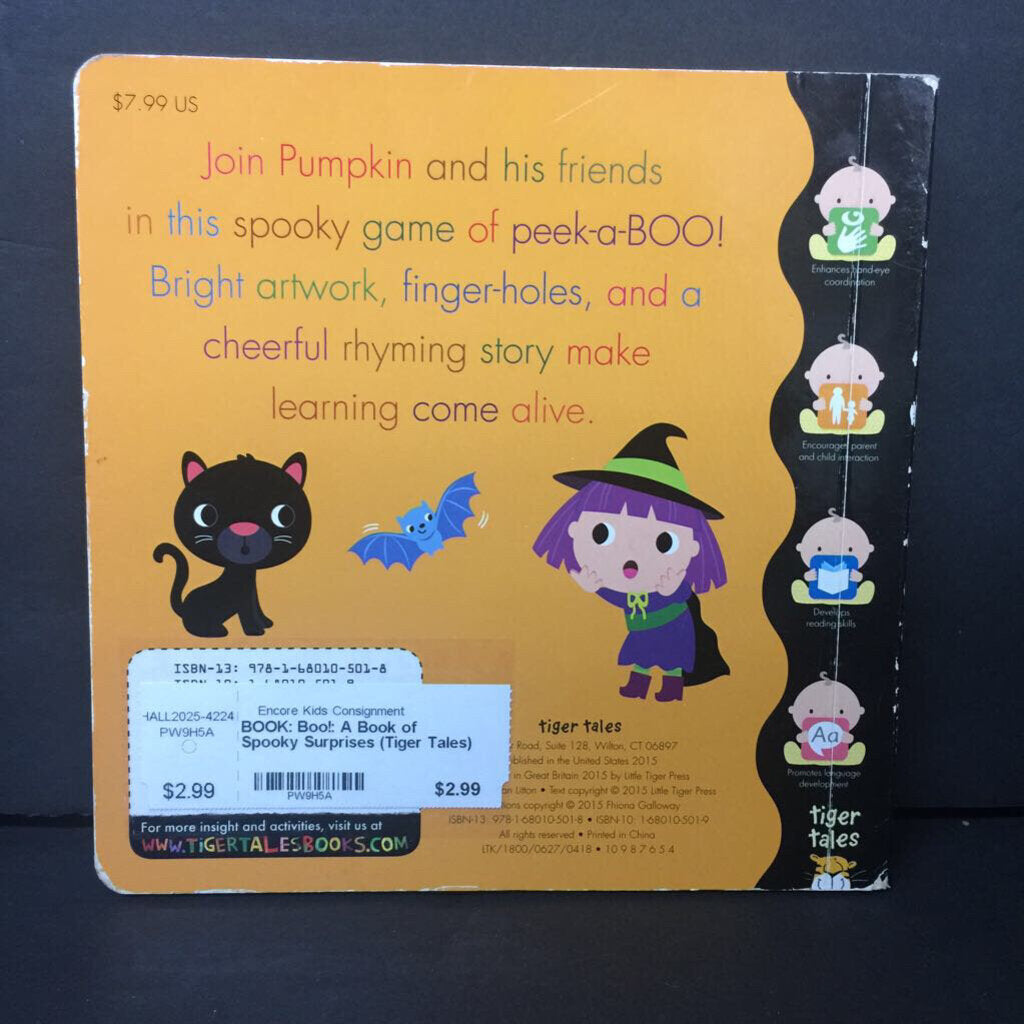 $7.99 US
Join Pumpkin and his friends
in this spooky game of peek-a-BOO!
Bright artwork, finger-holes, and a
cheerful rhyming story make
learning come alive.
Enhances hand-eye
coordination
Encourages parent
and child interaction
Develops
reading skills
Aa
Promotes language
development
tiger
tales
ISBN-13: 978-1-68010-501-8
HALL2025-4224
PW9H5A
Encore Kids Consignment
BOOK: Boo!: A Book of
Spooky Surprises (Tiger Tales)
$2.99
PW9H5A
$2.99
For more insight and activities, visit us at
WWW.TIGERTALESBOOKS.COM
tiger tales
Road, Suite 128, Wilton, CT 06897
in the United States 2015
in Great Britain 2015 by Little Tiger Press
Litton • Text copyright © 2015 Little Tiger Press
copyright © 2015 Fhiona Galloway
ISBN-13: 978-1-68010-501-8 • ISBN-10: 1-68010-501-9
All rights reserved • Printed in China
LTK/1800/0627/0418 • 10 9 8 7 6 5 4